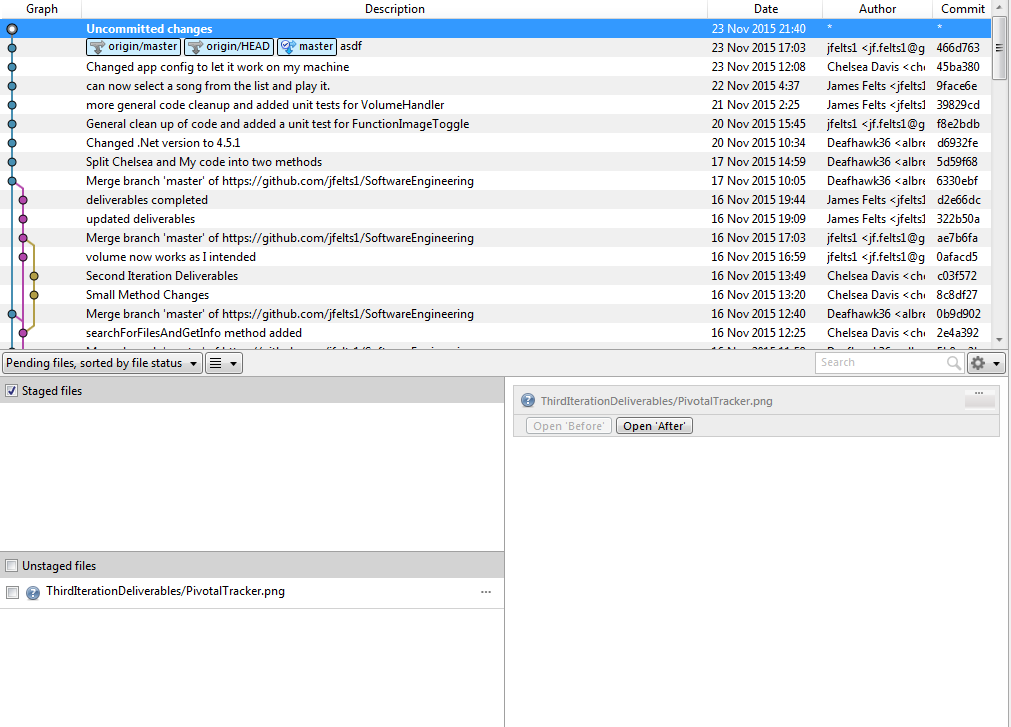 Graph Description Date Author Commit
Uncommitted changes 23 Nov 2015 21:40 * *
origin/master origin/HEAD master asdf 23 Nov 2015 17:03 jfelts1 <jf.felts1@g 466d763
Changed app config to let it work on my machine 23 Nov 2015 12:08 Chelsea Davis <che 45ba380
can now select a song from the list and play it. 22 Nov 2015 4:37 James Felts <jfelts1 9face6e
more general code cleanup and added unit tests for VolumeHandler 21 Nov 2015 2:25 James Felts <jfelts1 39829cd
General clean up of code and added a unit test for FunctionImageToggle 20 Nov 2015 15:45 jfelts1 <jf.felts1@g f8e2bdb
Changed .Net version to 4.5.1 20 Nov 2015 10:34 Deafhawk36 <albre d6932fe
Split Chelsea and My code into two methods 17 Nov 2015 14:59 Deafhawk36 <albre 5d59f68
Merge branch 'master' of https://github.com/jfelts1/SoftwareEngineering 17 Nov 2015 10:05 Deafhawk36 <albre 6330ebf
deliverables completed 16 Nov 2015 19:44 James Felts <jfelts1 d2e66dc
updated deliverables 16 Nov 2015 19:09 James Felts <jfelts1 322b50a
Merge branch 'master' of https://github.com/jfelts1/SoftwareEngineering 16 Nov 2015 17:03 jfelts1 <jf.felts1@g ae7b6fa
volume now works as I intended 16 Nov 2015 16:59 jfelts1 <jf.felts1@g 0afacd5
Second Iteration Deliverables 16 Nov 2015 13:49 Chelsea Davis <che c03f572
Small Method Changes 16 Nov 2015 13:20 Chelsea Davis <che 8c8df27
Merge branch 'master' of https://github.com/jfelts1/SoftwareEngineering 16 Nov 2015 12:40 Deafhawk36 <albre 0b9d902
searchForFilesAndGetInfo method added 16 Nov 2015 12:25 Chelsea Davis <che 2e4a392
Pending files, sorted by file status Search
Staged files
ThirdIterationDeliverables/PivotalTracker.png ...
Open 'Before' Open 'After'
Unstaged files
ThirdIterationDeliverables/PivotalTracker.png ...